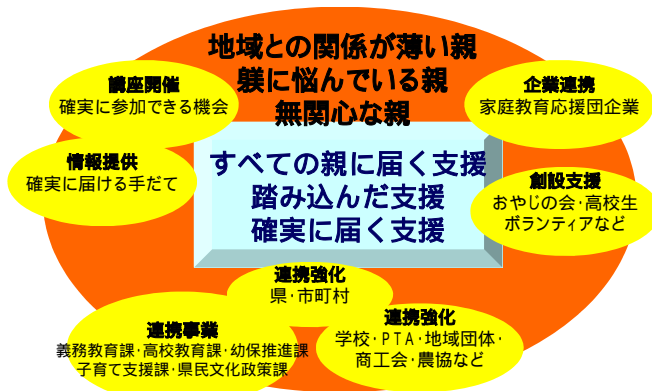 地域との関係が薄い親
躾に悩んでいる親
無関心な親
講座開催
確実に参加できる機会
企業連携
家庭教育応援団企業
情報提供
確実に届ける手だて
すべての親に届く支援
踏み込んだ支援
確実に届く支援
創設支援
おやじの会・高校生
ボランティアなど
連携強化
県・市町村
連携事業
義務教育課・高校教育課・幼保推進課
子育て支援課・県民文化政策課
連携強化
学校・PTA・地域団体・
商工会・農協など